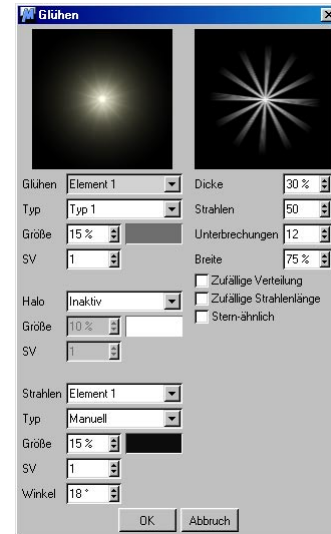 Glühen
Glühen Element 1
Typ Typ 1
Größe 15 %
SV 1
Halo Inaktiv
Größe 10 %
SV 1
Strahlen Element 1
Typ Manuell
Größe 15 %
SV 1
Winkel 18 °
Dicke 30 %
Strahlen 50
Unterbrechungen 12
Breite 75 %
Zufällige Verteilung
Zufällige Strahlenlänge
Stern-ähnlich
OK Abbruch